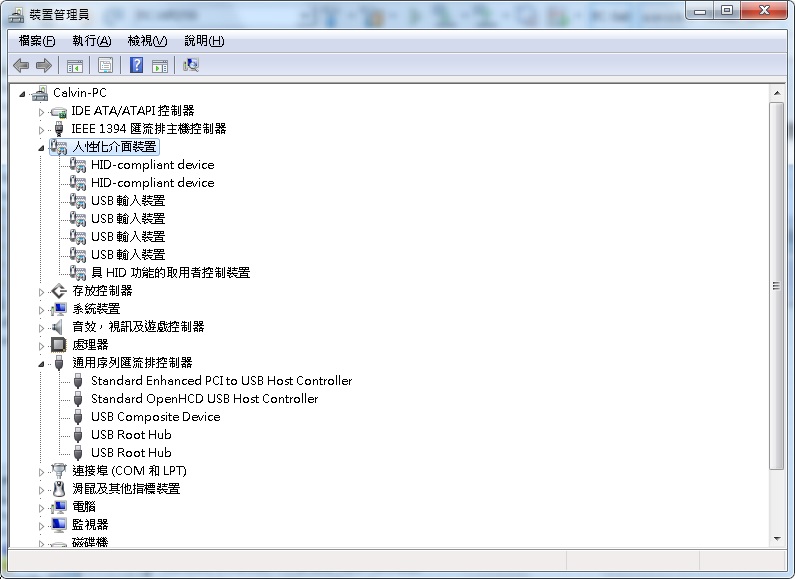 裝置管理員
檔案(F) 執行(A) 檢視(V) 說明(H)
Calvin-PC
IDE ATA/ATAPI 控制器
IEEE 1394 匯流排主機控制器
人性化介面裝置
HID-compliant device
HID-compliant device
USB 輸入裝置
USB 輸入裝置
USB 輸入裝置
USB 輸入裝置
具 HID 功能的取用者控制裝置
存放控制器
系統裝置
音效，視訊及遊戲控制器
處理器
通用序列匯流排控制器
Standard Enhanced PCI to USB Host Controller
Standard OpenHCD USB Host Controller
USB Composite Device
USB Root Hub
USB Root Hub
連接埠 (COM 和 LPT)
滑鼠及其他指標裝置
電腦
監視器
磁碟機